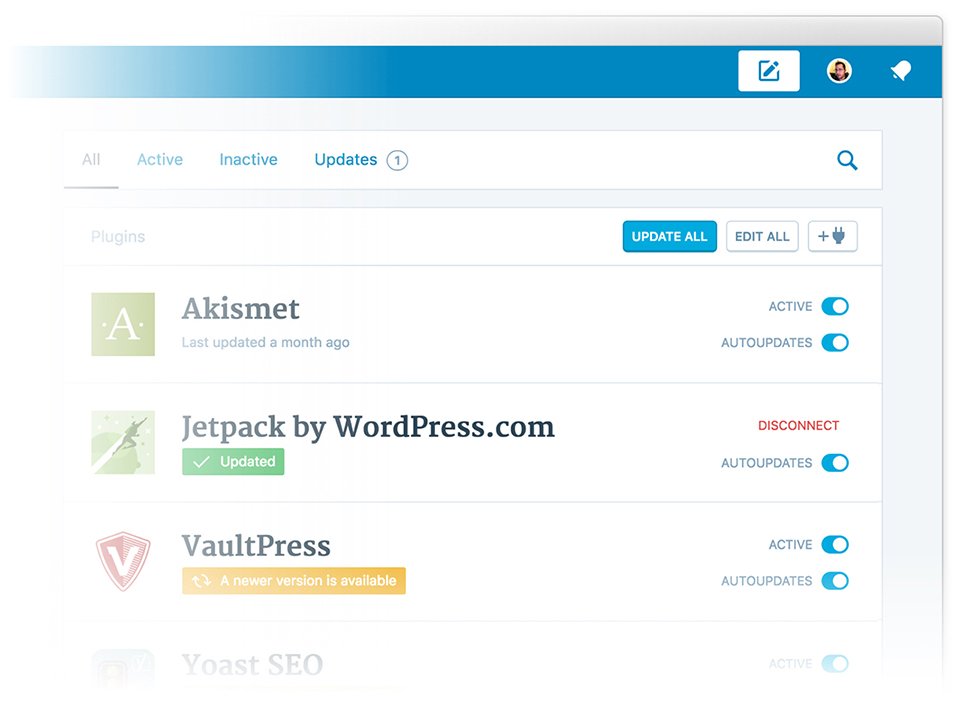 All Active Inactive Updates 1
Plugins UPDATE ALL EDIT ALL +
A
Akismet
Last updated a month ago
ACTIVE
AUTOUPDATES
Jetpack by WordPress.com
Updated
DISCONNECT
AUTOUPDATES
V
VaultPress
A newer version is available
ACTIVE
AUTOUPDATES
Yoast SEO
ACTIVE